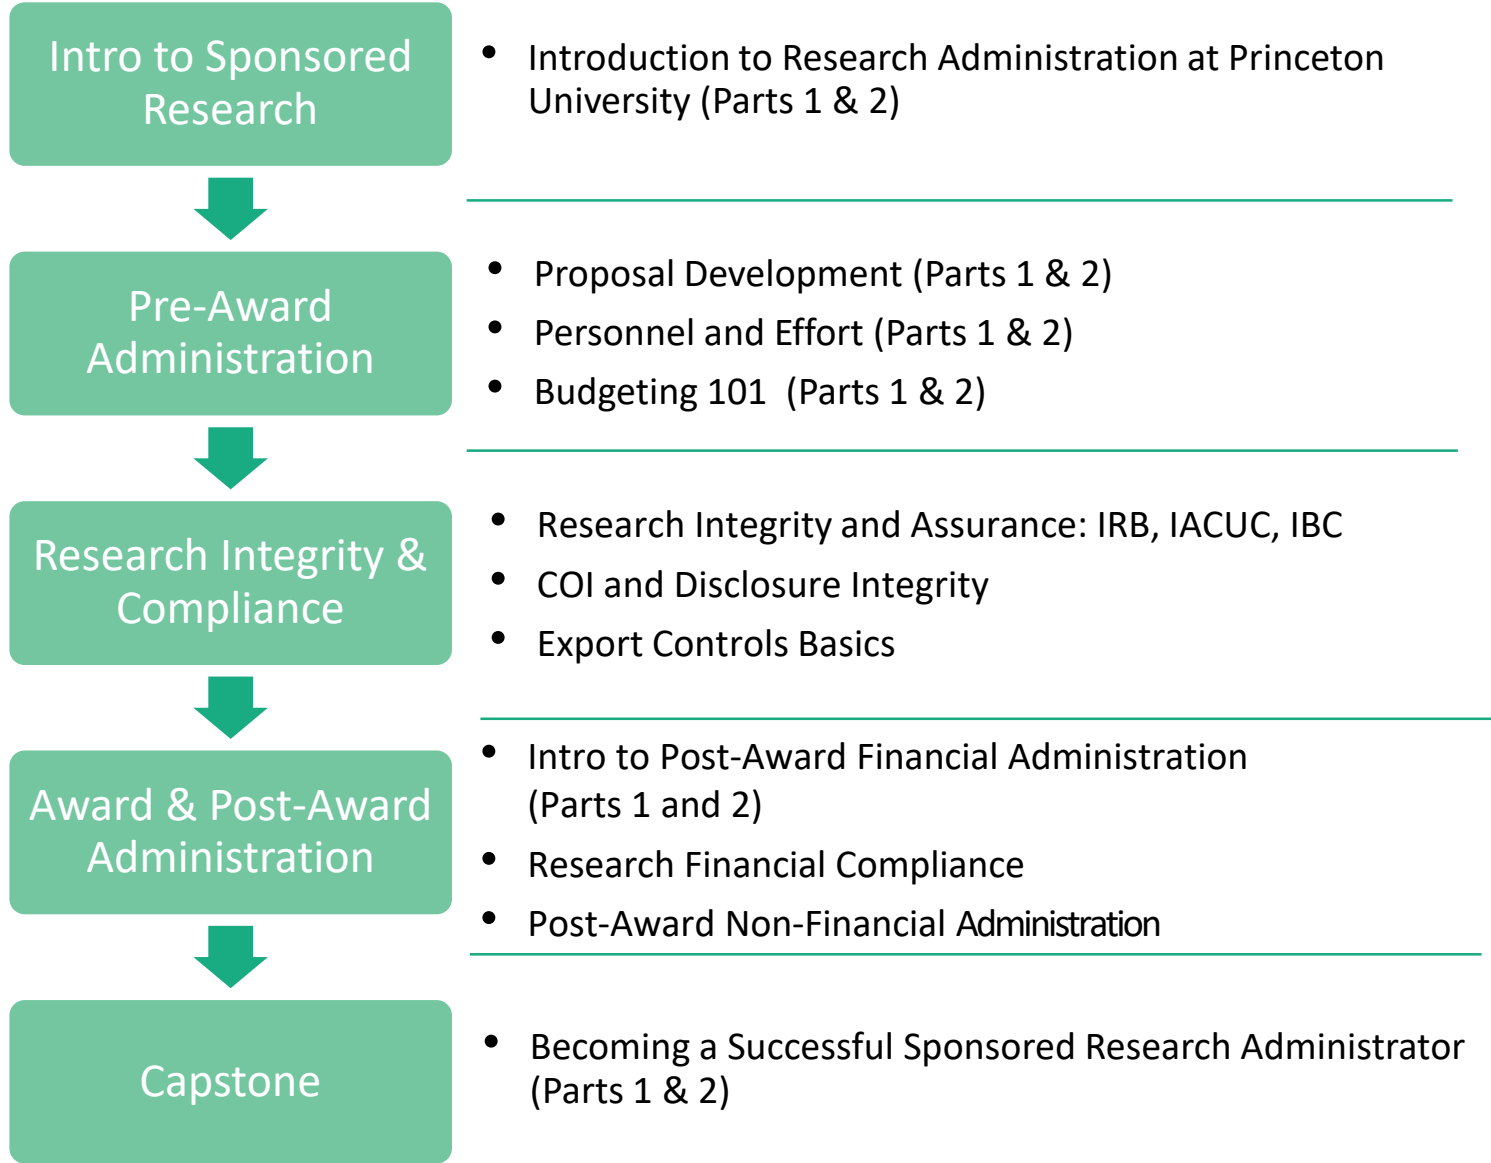 Intro to Sponsored
Research
• Introduction to Research Administration at Princeton
University (Parts 1 & 2)
Pre-Award
Administration
• Proposal Development (Parts 1 & 2)
• Personnel and Effort (Parts 1 & 2)
• Budgeting 101  (Parts 1 & 2)
Research Integrity &
Compliance
• Research Integrity and Assurance: IRB, IACUC, IBC
• COI and Disclosure Integrity
• Export Controls Basics
Award & Post-Award
Administration
• Intro to Post-Award Financial Administration
(Parts 1 and 2)
• Research Financial Compliance
• Post-Award Non-Financial Administration
Capstone
• Becoming a Successful Sponsored Research Administrator
(Parts 1 & 2)